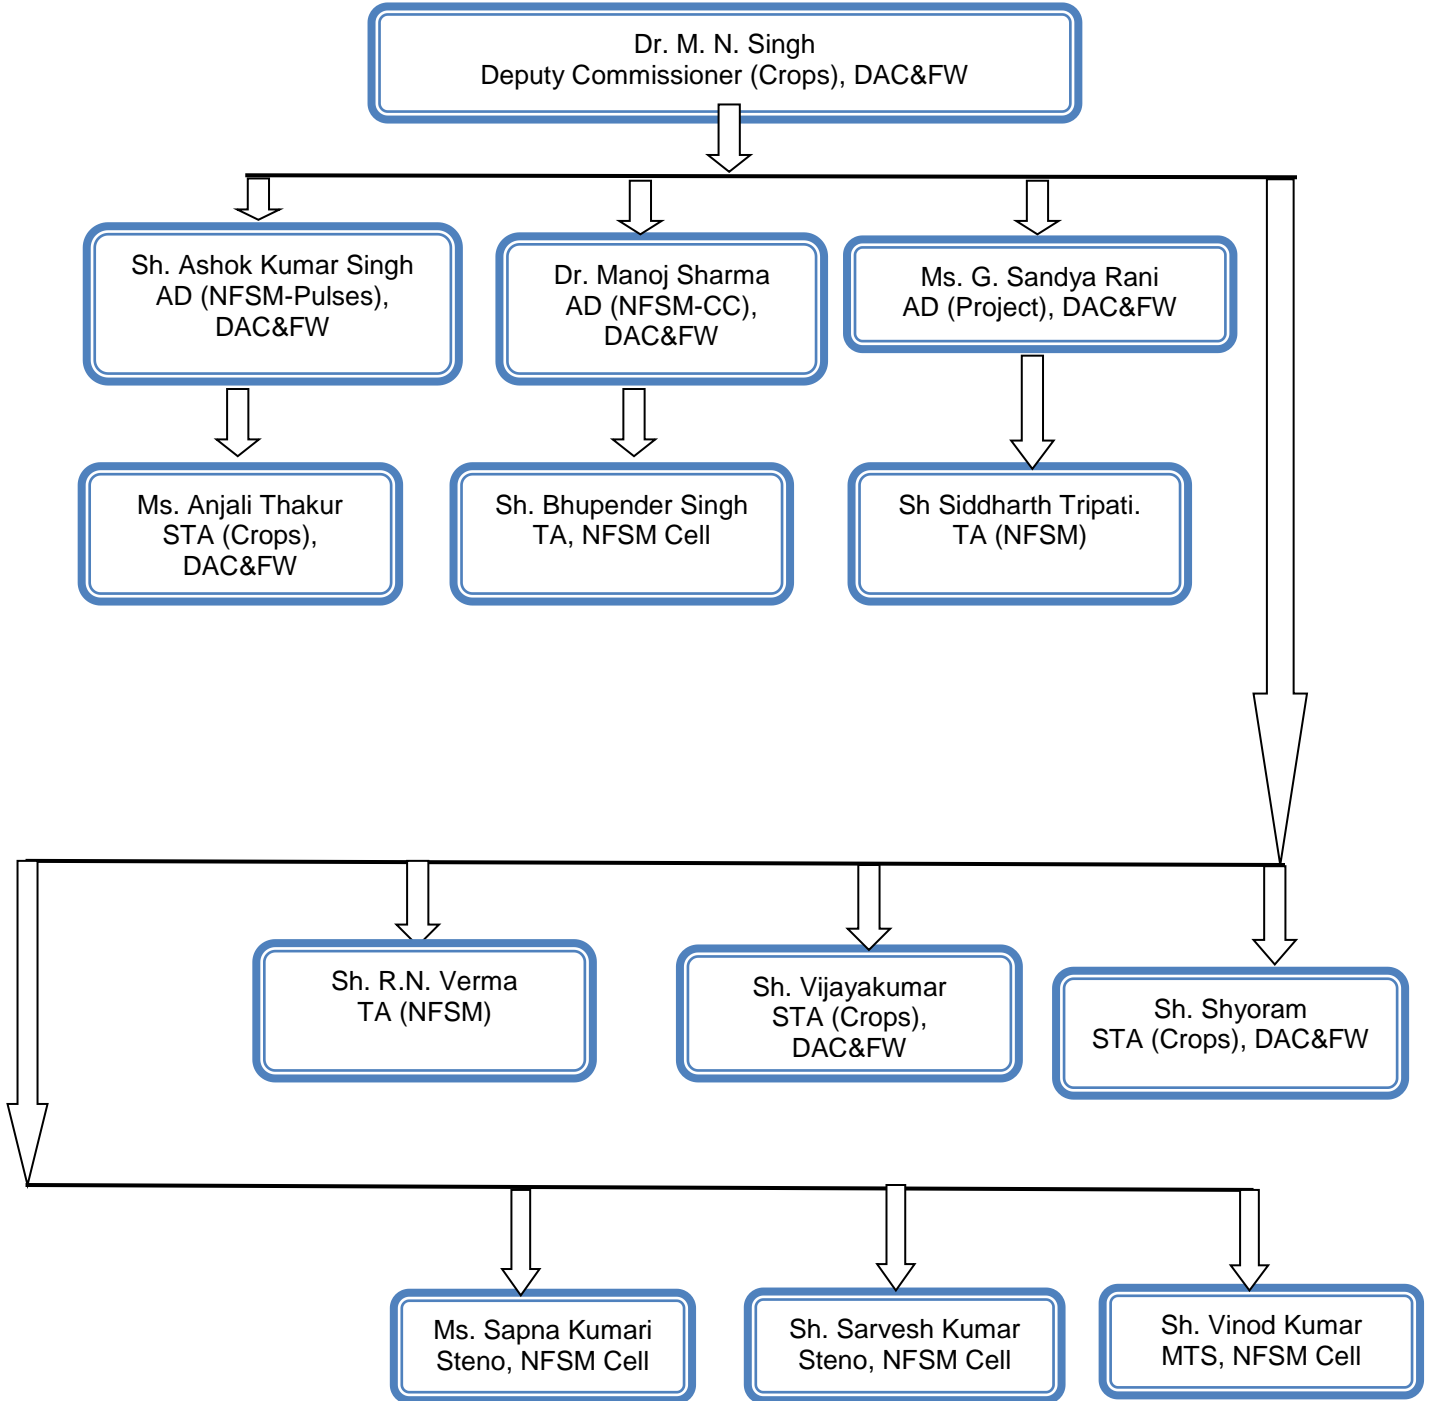 Dr. M. N. Singh
Deputy Commissioner (Crops), DAC&FW
Sh. Ashok Kumar Singh
AD (NFSM-Pulses),
DAC&FW
Dr. Manoj Sharma
AD (NFSM-CC),
DAC&FW
Ms. G. Sandya Rani
AD (Project), DAC&FW
Ms. Anjali Thakur
STA (Crops),
DAC&FW
Sh. Bhupender Singh
TA, NFSM Cell
Sh Siddharth Tripati.
TA (NFSM)
Sh. R.N. Verma
TA (NFSM)
Sh. Vijayakumar
STA (Crops),
DAC&FW
Sh. Shyoram
STA (Crops), DAC&FW
Ms. Sapna Kumari
Steno, NFSM Cell
Sh. Sarvesh Kumar
Steno, NFSM Cell
Sh. Vinod Kumar
MTS, NFSM Cell